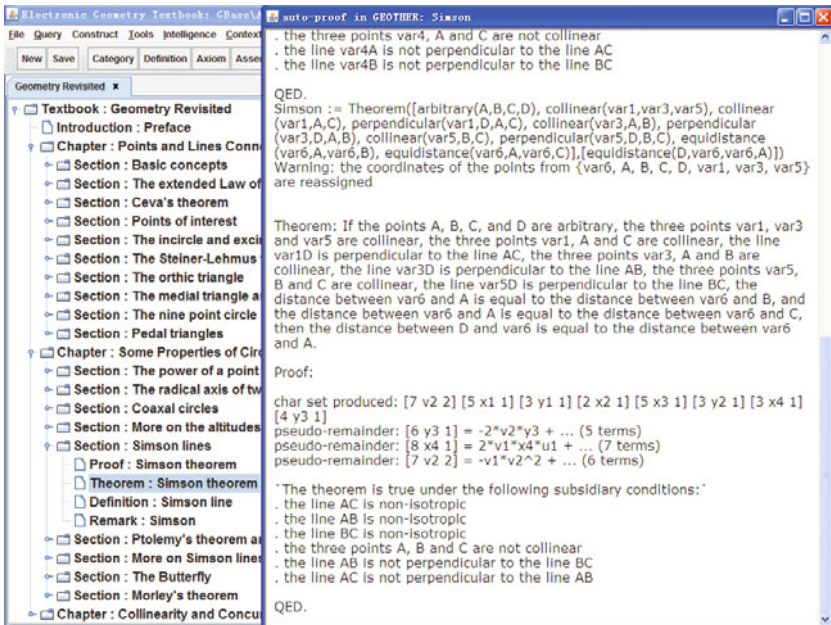 Electronic Geometry Textbook: CBase\
File Query Construct Tools Intelligence Context
New Save Category Definition Axiom Asse
Geometry Revisited ×
Textbook : Geometry Revisited
Introduction : Preface
Chapter : Points and Lines Conn
Section : Basic concepts
Section : The extended Law of
Section : Ceva's theorem
Section : Points of interest
Section : The incircle and exci
Section : The Steiner-Lehmus
Section : The orthic triangle
Section : The medial triangle a
Section : The nine point circle
Section : Pedal triangles
Chapter : Some Properties of Circ
Section : The power of a point
Section : The radical axis of tw
Section : Coaxal circles
Section : More on the altitudes
Section : Simson lines
Proof : Simson theorem
Theorem : Simson theorem
Definition : Simson line
Remark : Simson
Section : Ptolemy's theorem a
Section : More on Simson lines
Section : The Butterfly
Section : Morley's theorem
Chapter : Collinearity and Concu
auto-proof in GEOTHER: Simson
. the three points var4, A and C are not collinear
. the line var4A is not perpendicular to the line AC
. the line var4B is not perpendicular to the line BC
QED.
Simson := Theorem([arbitrary(A,B,C,D), collinear(var1,var3,var5), collinear
(var1,A,C), perpendicular(var1,D,A,C), collinear(var3,A,B), perpendicular
(var3,D,A,B), collinear(var5,B,C), perpendicular(var5,D,B,C), equidistance
(var6,A,var6,B), equidistance(var6,A,var6,C)],[equidistance(D,var6,var6,A)])
Warning: the coordinates of the points from {var6, A, B, C, D, var1, var3, var5}
are reassigned
Theorem: If the points A, B, C, and D are arbitrary, the three points var1, var3
and var5 are collinear, the three points var1, A and C are collinear, the line
var1D is perpendicular to the line AC, the three points var3, A and B are
collinear, the line var3D is perpendicular to the line AB, the three points var5,
B and C are collinear, the line var5D is perpendicular to the line BC, the
distance between var6 and A is equal to the distance between var6 and B, and
the distance between var6 and A is equal to the distance between var6 and C,
then the distance between D and var6 is equal to the distance between var6
and A.
Proof:
char set produced: [7 v2 2] [5 x1 1] [3 y1 1] [2 x2 1] [5 x3 1] [3 y2 1] [3 x4 1]
[4 y3 1]
pseudo-remainder: [6 y3 1] = -2*v2*y3 + ... (5 terms)
pseudo-remainder: [8 x4 1] = 2*v1*x4*u1 + ... (7 terms)
pseudo-remainder: [7 v2 2] = -v1*v2^2 + ... (6 terms)
`The theorem is true under the following subsidiary conditions:`
. the line AC is non-isotropic
. the line AB is non-isotropic
. the line BC is non-isotropic
. the three points A, B and C are not collinear
. the line AB is not perpendicular to the line BC
. the line AC is not perpendicular to the line AB
QED.